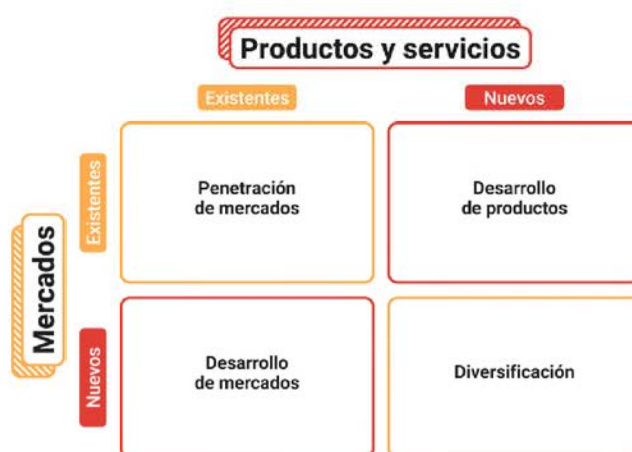 Productos y servicios
Existentes
Nuevos
Mercados
Existentes
Penetración
de mercados
Desarrollo
de productos
Nuevos
Desarrollo
de mercados
Diversificación